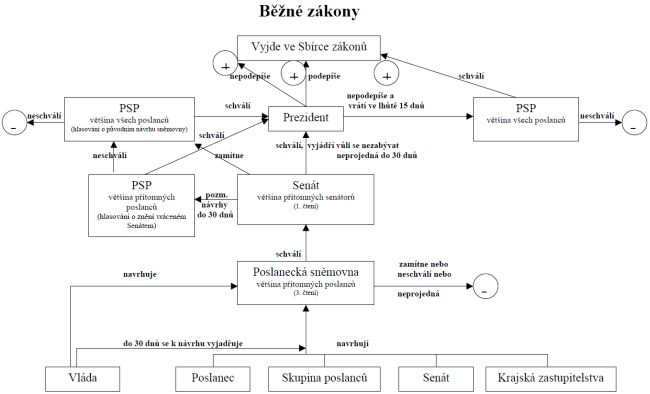 Běžné zákony
Vyjde ve Sbírce zákonů
+
+
+
nepodepíše
podepíše
schválí
nepodepíše a
vrátí ve lhůtě 15 dnů
neschválí
-
PSP
většina všech poslanců
(hlasování o původním návrhu sněmovny)
schválí
Prezident
PSP
většina všech poslanců
neschválí
-
schválí
neschválí
zamítne
schválí, vyjádří vůli se nezabývat
neprojedná do 30 dnů
PSP
většina přítomných
poslanců
(hlasování o znění vráceném
Senátem)
pozm.
návrhy
do 30 dnů
Senát
většina přítomných senátorů
(1. čtení)
schválí
navrhuje
Poslanecká sněmovna
většina přítomných poslanců
(3. čtení)
zamítne nebo
neschválí nebo
neprojedná
-
do 30 dnů se k návrhu vyjadřuje
navrhují
Vláda
Poslanec
Skupina poslanců
Senát
Krajská zastupitelstva